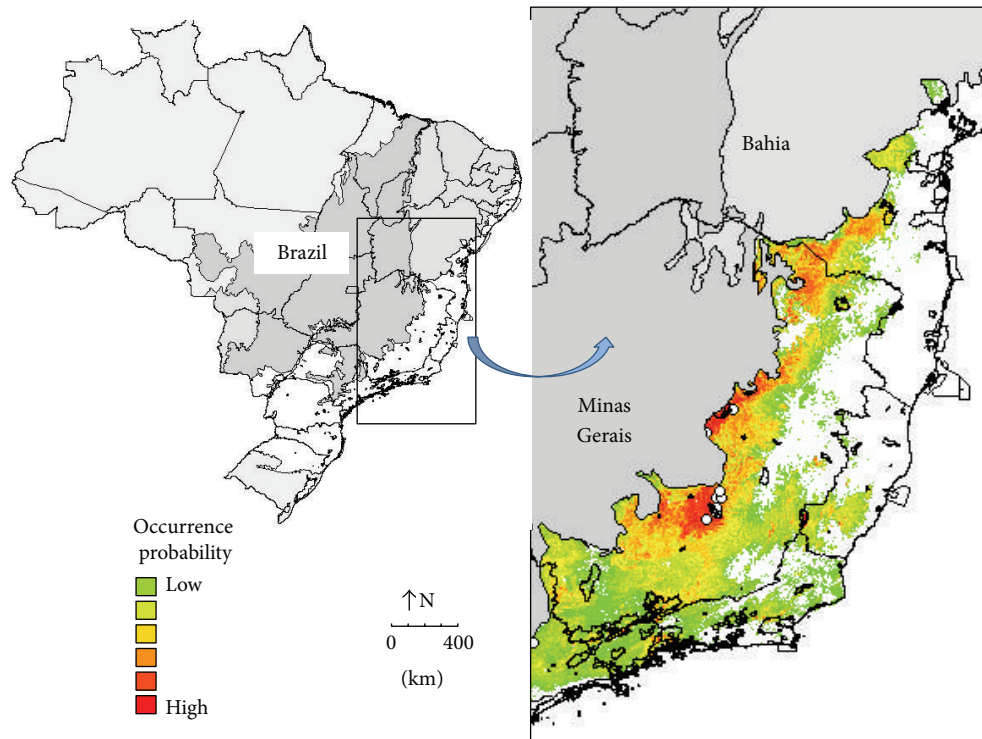 Brazil
Bahia
Minas
Gerais
Occurrence
probability
Low
High
↑N
0 400
(km)